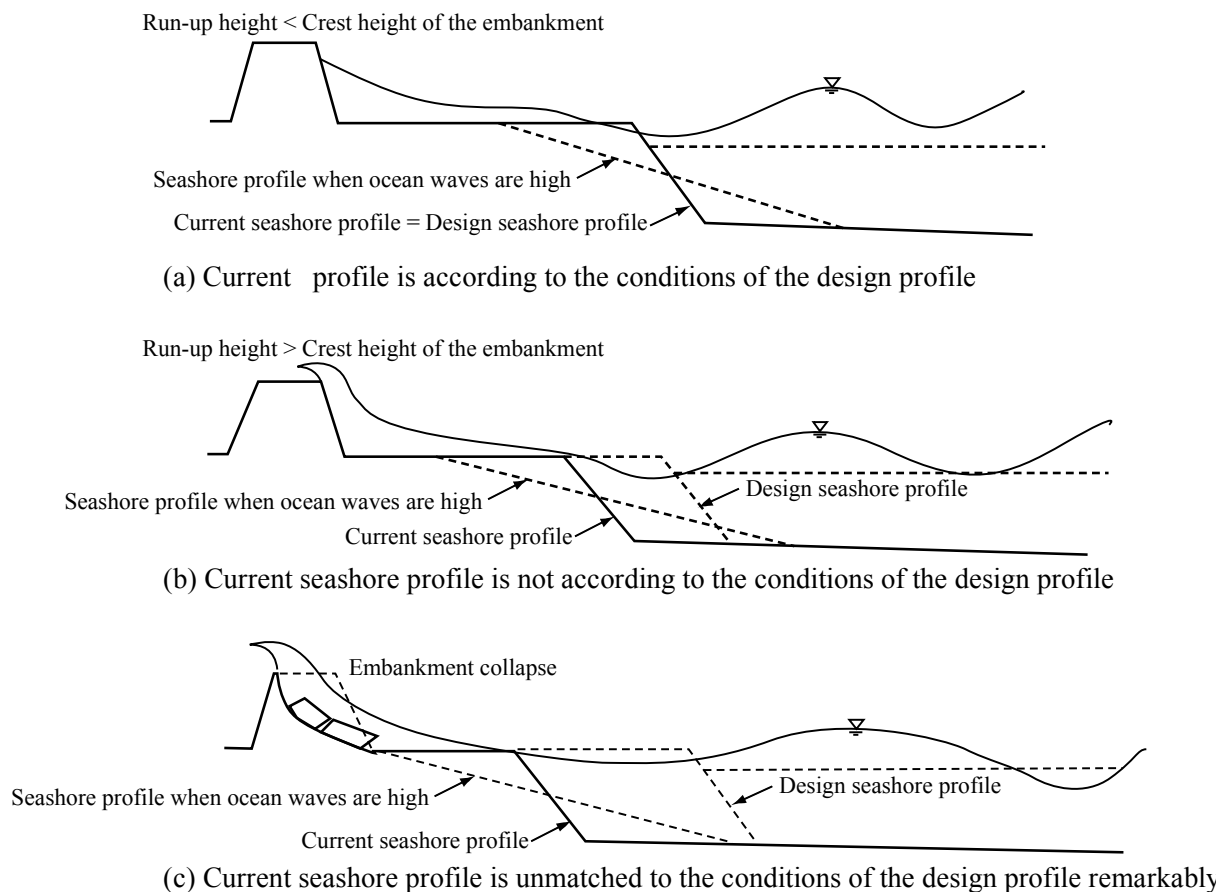 Run-up height < Crest height of the embankment
Seashore profile when ocean waves are high
Current seashore profile = Design seashore profile
(a) Current profile is according to the conditions of the design profile
Run-up height > Crest height of the embankment
Design seashore profile
Seashore profile when ocean waves are high
Current seashore profile
(b) Current seashore profile is not according to the conditions of the design profile
Embankment collapse
Design seashore profile
Seashore profile when ocean waves are high
Current seashore profile
(c) Current seashore profile is unmatched to the conditions of the design profile remarkably